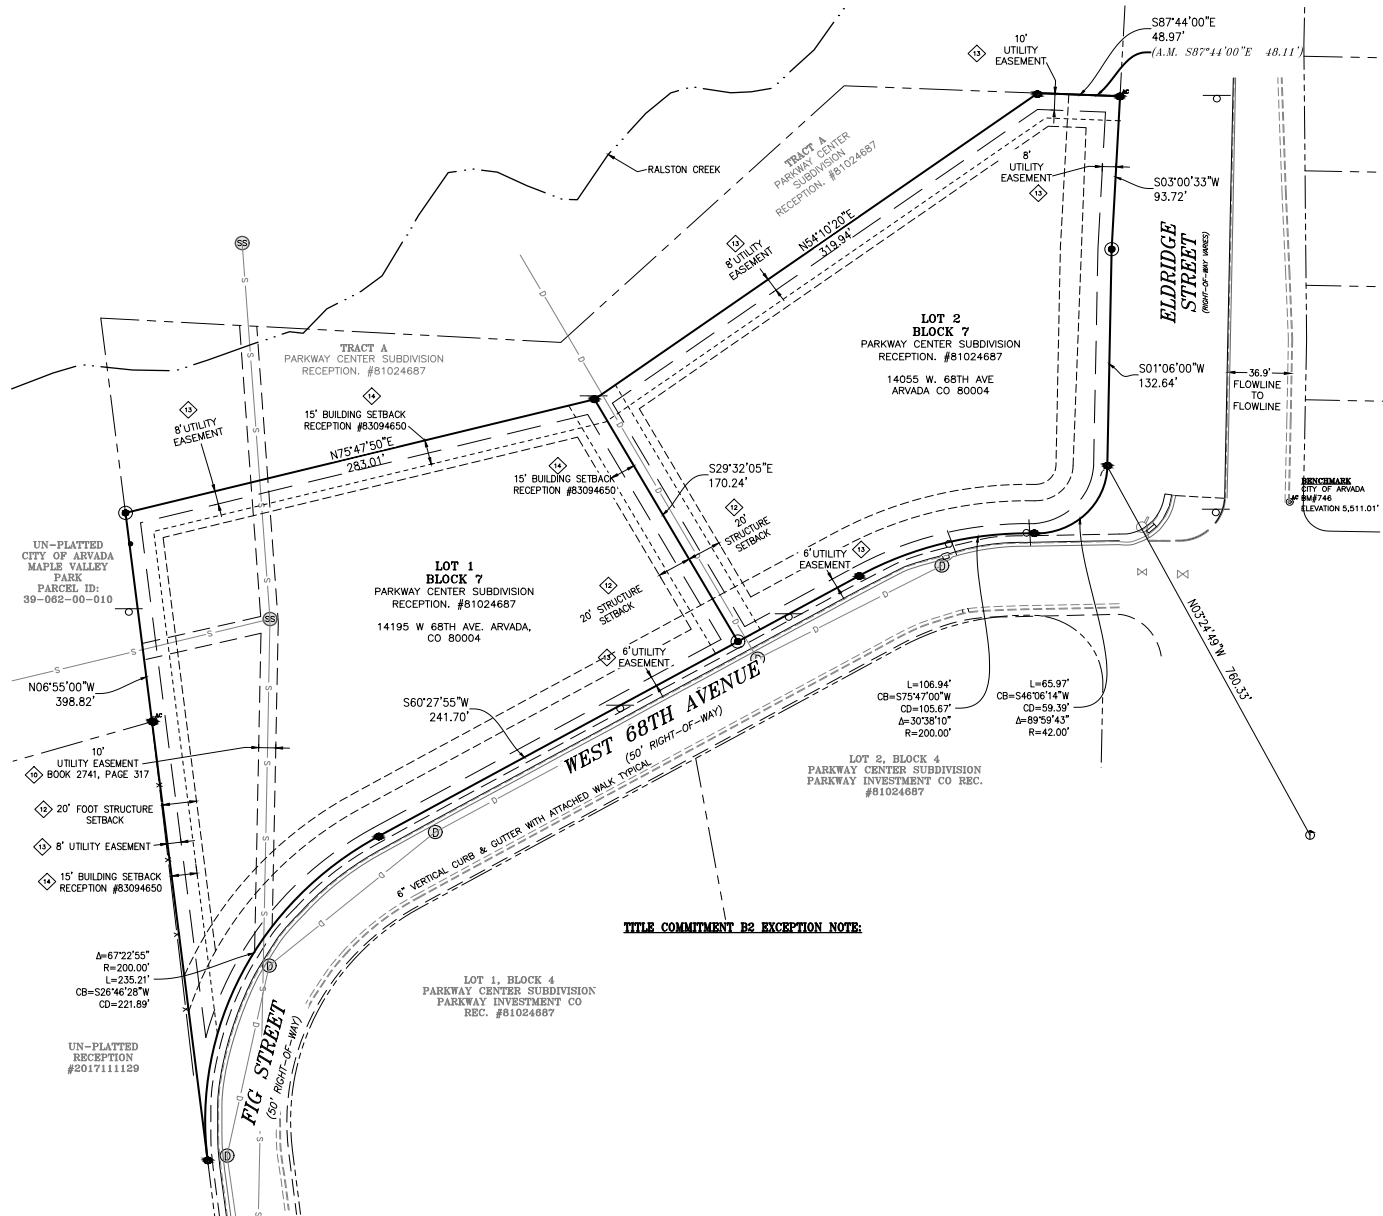 S87°44'00"E
48.97'
(A.M. S87°44'00"E 48.11')
10'
UTILITY
EASEMENT
13
TRACT A
PARKWAY CENTER
SUBDIVISION
RECEPTION. #81024687
RALSTON CREEK
8'
UTILITY
EASEMENT
13
S03°00'33"W
93.72'
ELDRIDGE
STREET
(RIGHT-OF-WAY VARIES)
N54°10'20"E
319.94'
13
8' UTILITY
EASEMENT
SS
LOT 2
BLOCK 7
PARKWAY CENTER SUBDIVISION
RECEPTION. #81024687
14055 W. 68TH AVE
ARVADA CO 80004
TRACT A
PARKWAY CENTER SUBDIVISION
RECEPTION. #81024687
14
15' BUILDING SETBACK
RECEPTION #83094650
13
8' UTILITY
EASEMENT
N75°47'50"E
283.01'
S01°06'00"W
132.64'
36.9'
FLOWLINE
TO
FLOWLINE
14
15' BUILDING SETBACK
RECEPTION #83094650
S29°32'05"E
170.24'
12
20'
STRUCTURE
SETBACK
BENCHMARK
CITY OF ARVADA
BM#746
ELEVATION 5,511.01'
UN-PLATTED
CITY OF ARVADA
MAPLE VALLEY
PARK
PARCEL ID:
39-062-00-010
LOT 1
BLOCK 7
PARKWAY CENTER SUBDIVISION
RECEPTION. #81024687
14195 W 68TH AVE. ARVADA,
CO 80004
12
20' STRUCTURE
SETBACK
6' UTILITY
EASEMENT
13
SS
13
6' UTILITY
EASEMENT
N03°24'49"W 760.33'
N06°55'00"W
398.82'
S60°27'55"W
241.70'
WEST 68TH AVENUE
(50' RIGHT-OF-WAY)
L=106.94'
CB=S75°47'00"W
CD=105.67'
Δ=30°38'10"
R=200.00'
L=65.97'
CB=S46°06'14"W
CD=59.39'
Δ=89°59'43"
R=42.00'
10'
UTILITY EASEMENT
10 BOOK 2741, PAGE 317
12 20' FOOT STRUCTURE
SETBACK
13 8' UTILITY EASEMENT
14 15' BUILDING SETBACK
RECEPTION #83094650
LOT 2, BLOCK 4
PARKWAY CENTER SUBDIVISION
PARKWAY INVESTMENT CO REC.
#81024687
6" VERTICAL CURB & GUTTER WITH ATTACHED WALK TYPICAL
TITLE COMMITMENT B2 EXCEPTION NOTE:
Δ=67°22'55"
R=200.00'
L=235.21'
CB=S26°46'28"W
CD=221.89'
LOT 1, BLOCK 4
PARKWAY CENTER SUBDIVISION
PARKWAY INVESTMENT CO
REC. #81024687
UN-PLATTED
RECEPTION
#2017111129
FIG STREET
(50' RIGHT-OF-WAY)